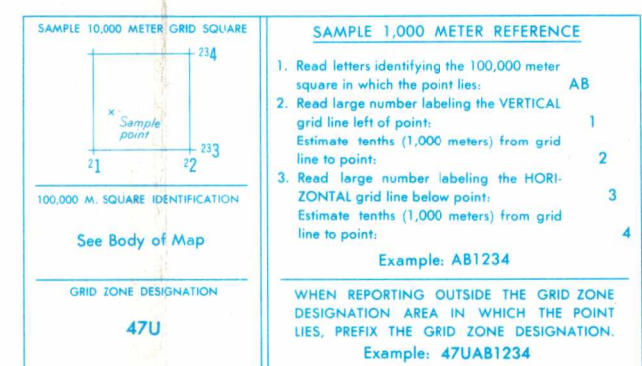 SAMPLE 10,000 METER GRID SQUARE
234
×
Sample
point
233
21
22
100,000 M. SQUARE IDENTIFICATION
See Body of Map
GRID ZONE DESIGNATION
47U
SAMPLE 1,000 METER REFERENCE
1. Read letters identifying the 100,000 meter
square in which the point lies: AB
2. Read large number labeling the VERTICAL
grid line left of point: 1
Estimate tenths (1,000 meters) from grid
line to point: 2
3. Read large number labeling the HORI-
ZONTAL grid line below point: 3
Estimate tenths (1,000 meters) from grid
line to point: 4
Example: AB1234
WHEN REPORTING OUTSIDE THE GRID ZONE
DESIGNATION AREA IN WHICH THE POINT
LIES, PREFIX THE GRID ZONE DESIGNATION.
Example: 47UAB1234